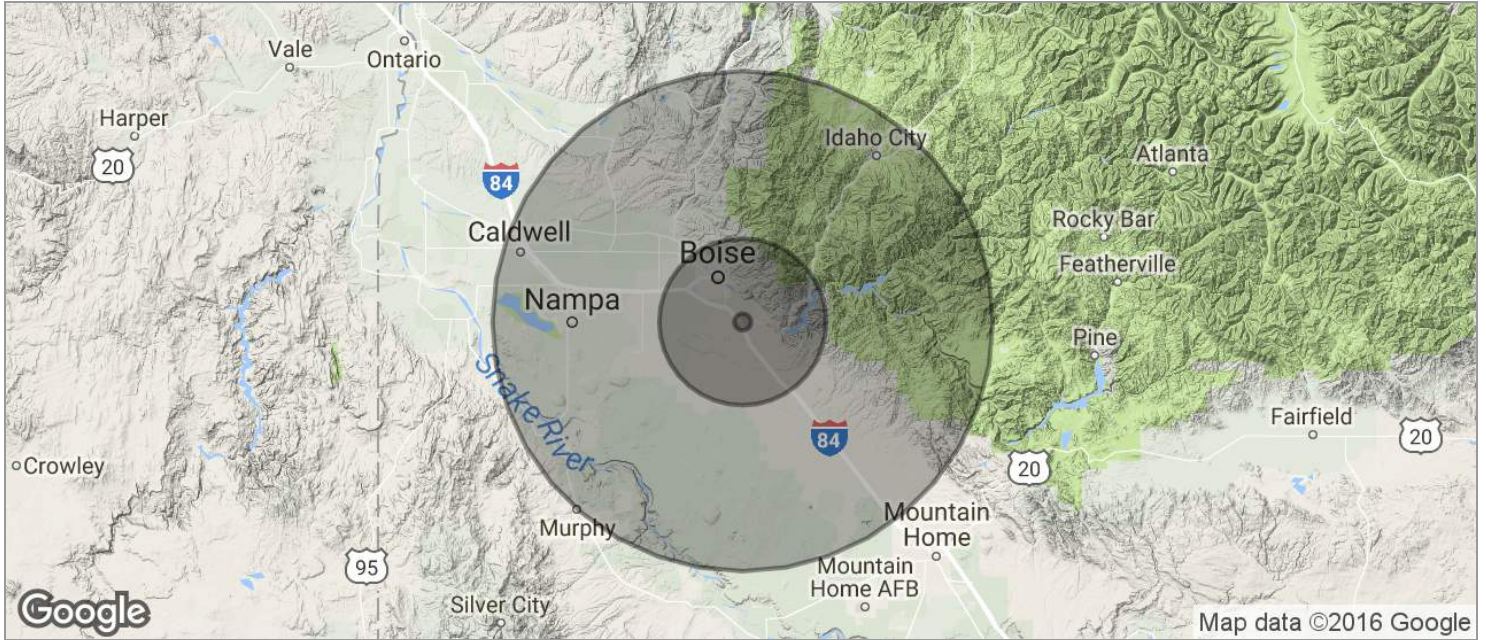 Vale
Ontario
Harper
20
84
Idaho City
Atlanta
Caldwell
Boise
Rocky Bar
Featherville
Nampa
Snake River
Pine
84
Fairfield
20
20
Crowley
Murphy
Mountain
Home
95
Mountain
Home AFB
Silver City
Google
Map data ©2016 Google